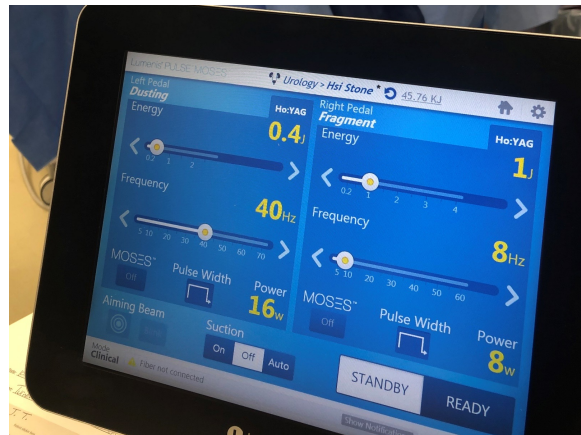 Lumenis PULSE MOSES
Urology > Hsi Stone * 45.76 KJ
Left Pedal
Dusting
Ho:YAG
Energy
0.4J
0.2 1 2
Frequency
40Hz
5 10 20 30 40 50 60 70
MOSES™
Off
Pulse Width
Power
16W
Right Pedal
Fragment
Ho:YAG
Energy
1J
0.2 1 2 3 4
Frequency
8Hz
5 10 20 30 40 50 60
MOSES™
Off
Pulse Width
Power
8W
Aiming Beam
Suction
On Off Auto
Mode
Clinical
Fiber not connected
STANDBY READY
Show Notification